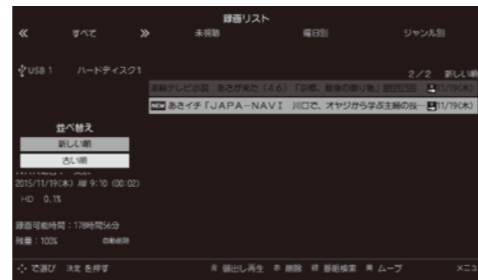 録画リスト
すべて
未視聴
曜日別
ジャンル別
USB 1 ハードディスク1
2/2 新しい順
連続テレビ小説 あさが来た(46)「京都、最後の贈り物」 11/19(木)
NEW あさイチ「JAPA-NAVI 川口で、オヤジから学ぶ主婦の技… 11/19(木)
並べ替え
新しい順
古い順
2015/11/19(木) AM 9:10 (00:02)
HD 0.1%
録画可能時間:178時間56分
残量:100% 自動削除
で選び 決定 を押す
頭出し再生
削除
番組検索
ムーブ